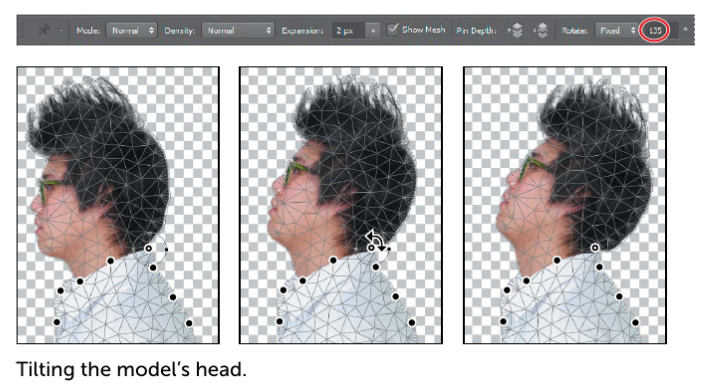 Mode: Normal Density: Normal Expansion: 2 px Show Mesh Pin Depth: Rotate: Fixed 135 °
Tilting the model's head.